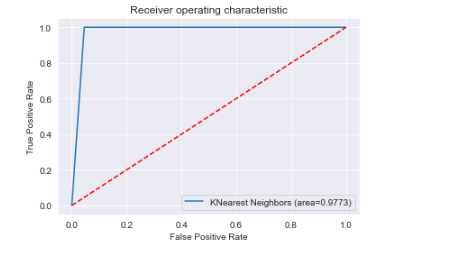 Receiver operating characteristic
1.0
0.8
0.6
0.4
0.2
0.0
True Positive Rate
KNearest Neighbors (area=0.9773)
0.0 0.2 0.4 0.6 0.8 1.0
False Positive Rate